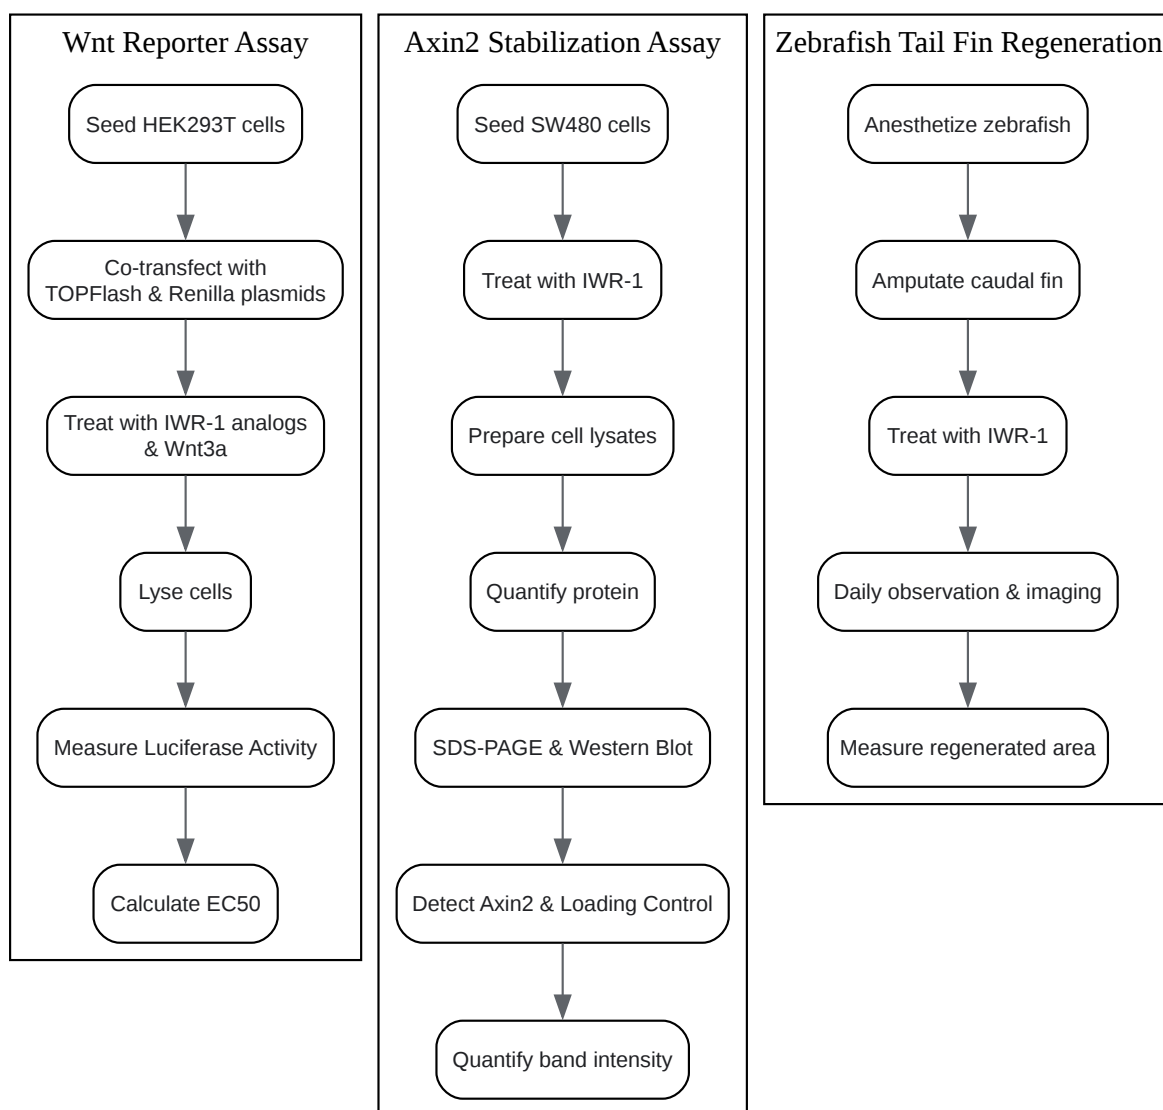 Wnt Reporter Assay
Seed HEK293T cells
Co-transfect with
TOPFlash & Renilla plasmids
Treat with IWR-1 analogs
& Wnt3a
Lyse cells
Measure Luciferase Activity
Calculate EC50
Axin2 Stabilization Assay
Seed SW480 cells
Treat with IWR-1
Prepare cell lysates
Quantify protein
SDS-PAGE & Western Blot
Detect Axin2 & Loading Control
Quantify band intensity
Zebrafish Tail Fin Regeneration
Anesthetize zebrafish
Amputate caudal fin
Treat with IWR-1
Daily observation & imaging
Measure regenerated area